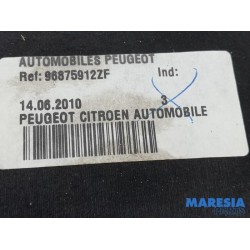 AUTOMOBILES PEUGEOT
Ref: 96875912ZF Ind:
14.06.2010 3
PEUGEOT CITROEN AUTOMOBILE
MARESIA